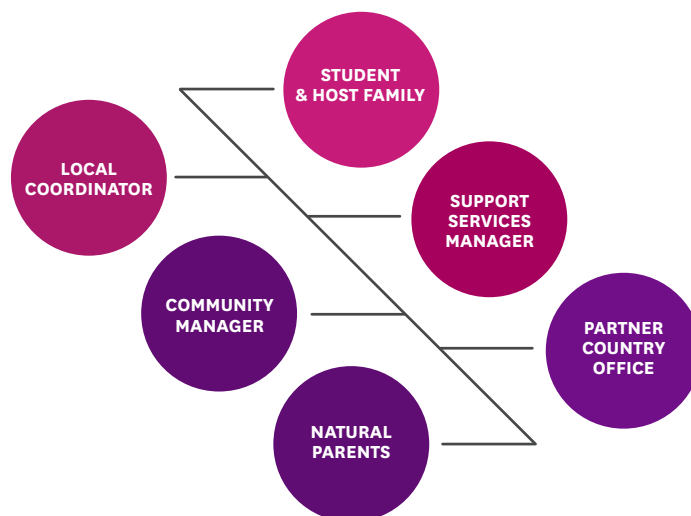 STUDENT
& HOST FAMILY
LOCAL
COORDINATOR
SUPPORT
SERVICES
MANAGER
COMMUNITY
MANAGER
PARTNER
COUNTRY
OFFICE
NATURAL
PARENTS